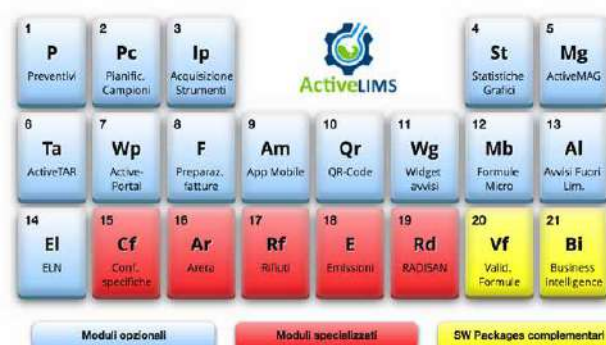 1
P
Preventivi
2
Pc
Pianific.
Campioni
3
Ip
Acquisizione
Strumenti
ActiveLIMS
4
St
Statistiche
Grafici
5
Mg
ActiveMAG
6
Ta
ActiveTAR
7
Wp
Active-
Portal
8
F
Preparaz.
fatture
9
Am
App Mobile
10
Qr
QR-Code
11
Wg
Widget
avvisi
12
Mb
Formule
Micro
13
Al
Avvisi Fuori
Lim.
14
El
ELN
15
Cf
Conf.
specifiche
16
Ar
Arera
17
Rf
Rifiuti
18
E
Emissioni
19
Rd
RADISAN
20
Vf
Valid.
Formule
21
Bi
Business
intelligence
Moduli opzionali
Moduli specializzati
SW Packages complementari